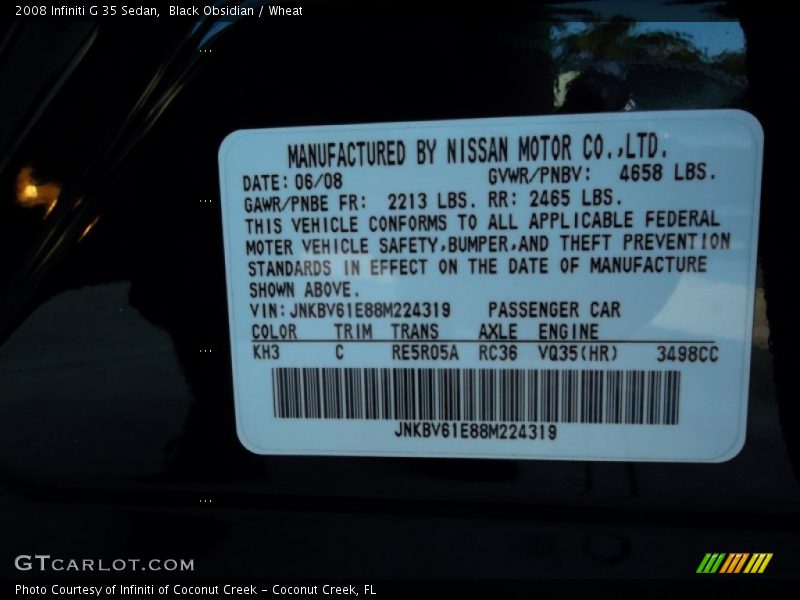 2008 Infiniti G 35 Sedan,  Black Obsidian / Wheat
MANUFACTURED BY NISSAN MOTOR CO.,LTD.
DATE: 06/08 GVWR/PNBV: 4658 LBS.
GAWR/PNBE FR: 2213 LBS. RR: 2465 LBS.
THIS VEHICLE CONFORMS TO ALL APPLICABLE FEDERAL
MOTER VEHICLE SAFETY,BUMPER,AND THEFT PREVENTION
STANDARDS IN EFFECT ON THE DATE OF MANUFACTURE
SHOWN ABOVE.
VIN: JNKBV61E88M224319 PASSENGER CAR
COLOR TRIM TRANS AXLE ENGINE
KH3 C RE5R05A RC36 VQ35(HR) 3498CC
JNKBV61E88M224319
GTCARLOT.COM
Photo Courtesy of Infiniti of Coconut Creek - Coconut Creek, FL